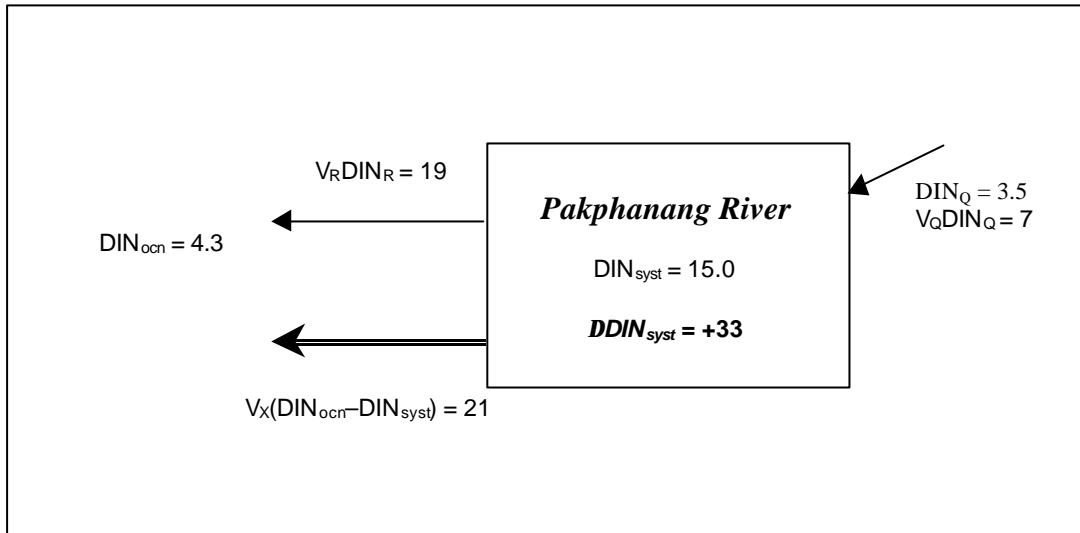 V_RDIN_R = 19
Pakphanang River
DIN_Q = 3.5
V_QDIN_Q = 7
DIN_ocn = 4.3
DIN_syst = 15.0
DDIN_syst = +33
V_X(DIN_ocn–DIN_syst) = 21